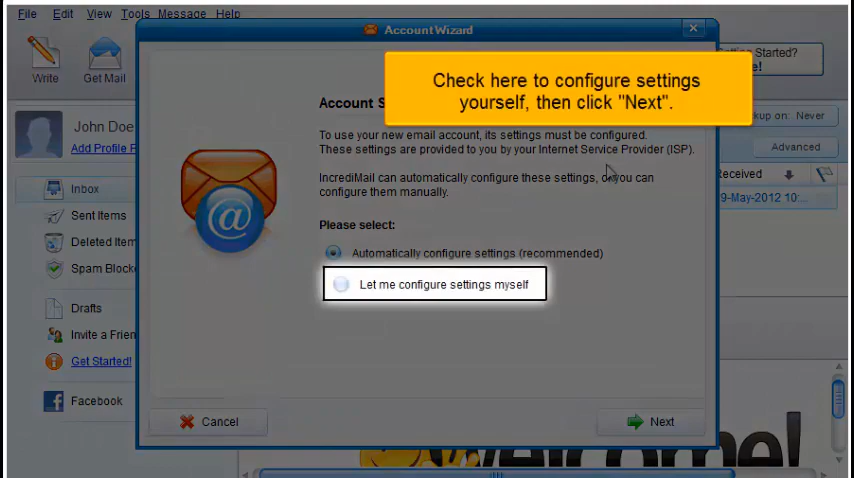 File Edit View Tools Message Help
Account Wizard
Write
Get Mail
Getting Started?
Check here to configure settings
yourself, then click "Next".
John Doe
Add Profile
kup on: Never
Advanced
Account S
To use your new email account, its settings must be configured.
These settings are provided to you by your Internet Service Provider (ISP).
IncrediMail can automatically configure these settings, or you can
configure them manually.
Please select:
Automatically configure settings (recommended)
Let me configure settings myself
Received
9-May-2012 10:...
Inbox
Sent Items
Deleted Item
Spam Blocke
Drafts
Invite a Frien
Get Started!
Facebook
Cancel
Next